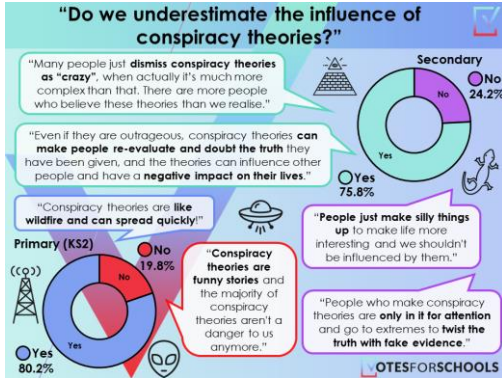 “Do we underestimate the influence of
conspiracy theories?”
“Many people just dismiss conspiracy theories
as “crazy”, when actually it’s much more
complex than that. There are more people
who believe these theories than we realise.”
Secondary
No
24.2%
No
Yes
Yes
75.8%
“Even if they are outrageous, conspiracy theories can
make people re-evaluate and doubt the truth they
have been given, and the theories can influence other
people and have a negative impact on their lives.”
“Conspiracy theories are like
wildfire and can spread quickly!”
Primary (KS2)
No
19.8%
No
Yes
Yes
80.2%
“Conspiracy
theories are
funny stories and
the majority of
conspiracy
theories aren’t a
danger to us
anymore.”
“People just make silly things
up to make life more
interesting and we shouldn’t
be influenced by them.”
“People who make conspiracy
theories are only in it for attention
and go to extremes to twist the
truth with fake evidence.”
VOTESFORSCHOOLS